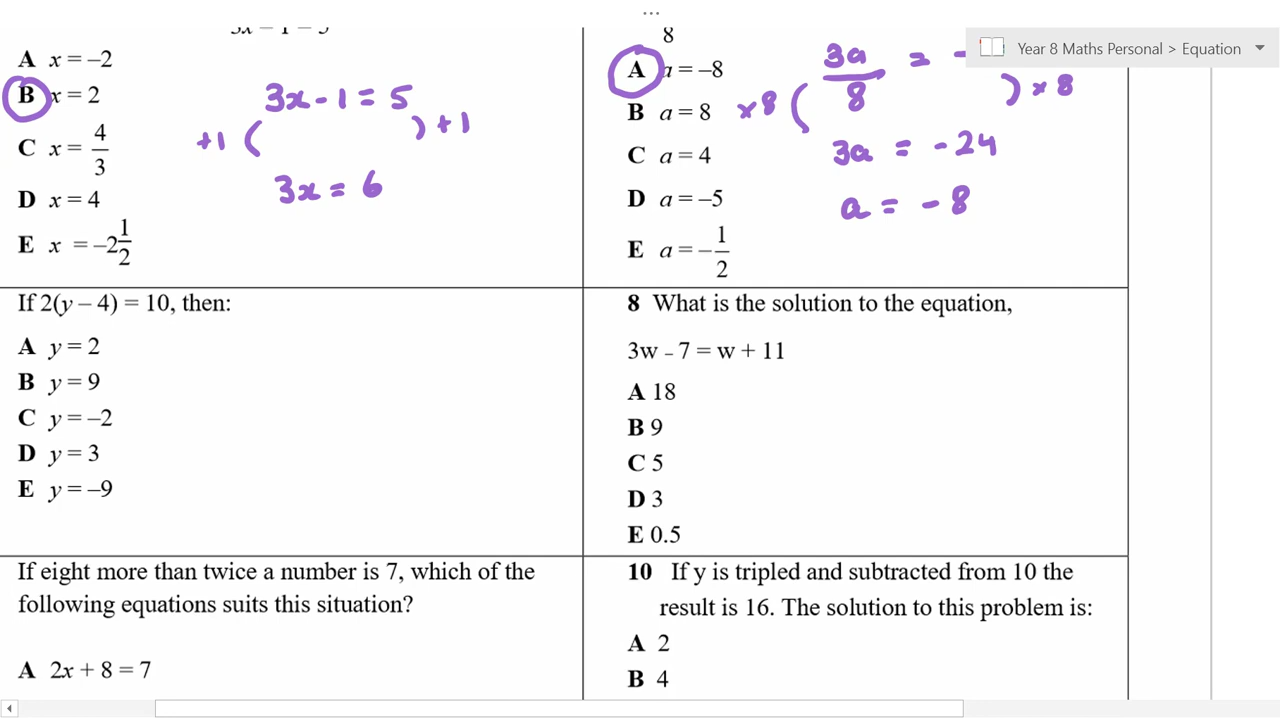 ...
8
Year 8 Maths Personal > Equation
A x = –2
B x = 2
C x = 4/3
D x = 4
E x = –2 1/2
3x - 1 = 5
+1 ( ) +1
3x = 6
A a = –8
B a = 8
C a = 4
D a = –5
E a = – 1/2
3a/8 = -
×8 ( ) ×8
3a = -24
a = -8
If 2(y – 4) = 10, then:
A y = 2
B y = 9
C y = –2
D y = 3
E y = –9
8 What is the solution to the equation,
3w - 7 = w + 11
A 18
B 9
C 5
D 3
E 0.5
If eight more than twice a number is 7, which of the
following equations suits this situation?
A 2x + 8 = 7
10 If y is tripled and subtracted from 10 the
result is 16. The solution to this problem is:
A 2
B 4